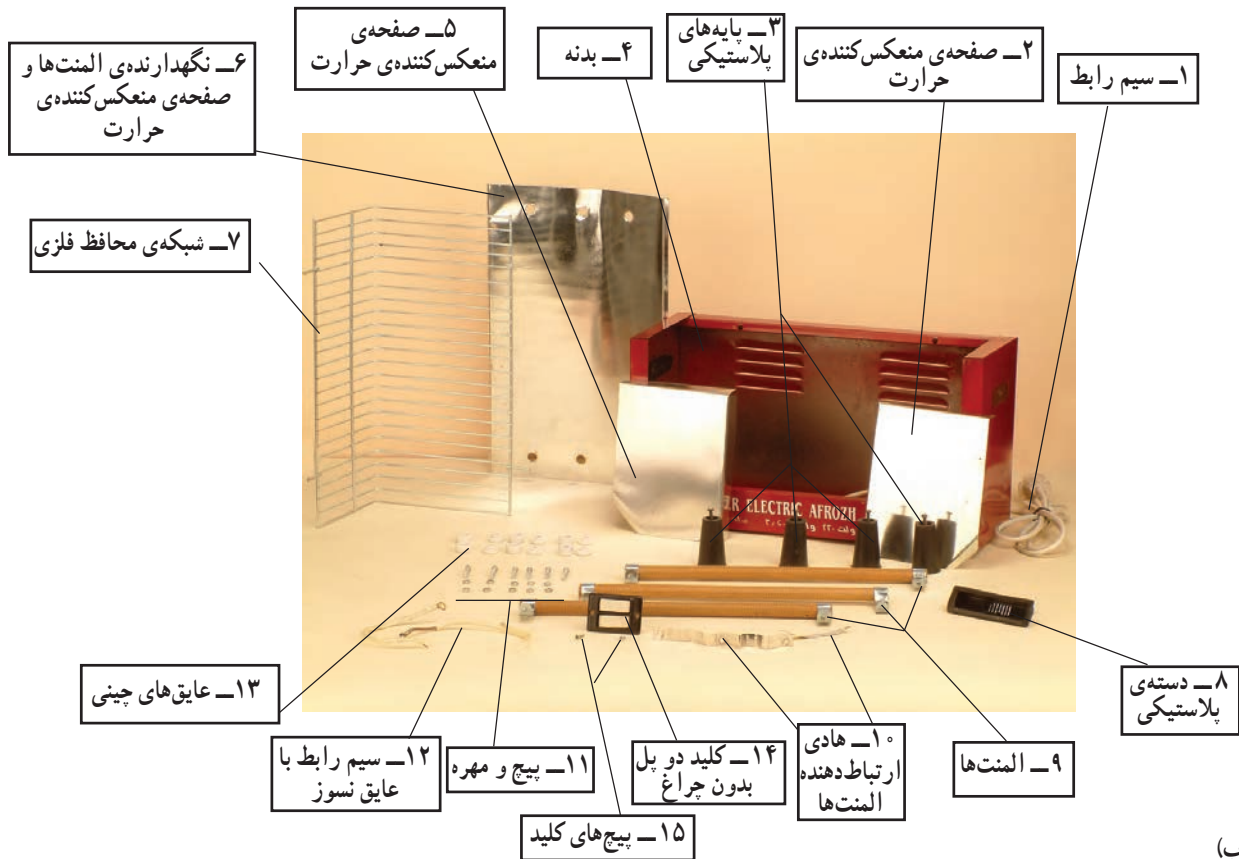 ۱ــ سیم رابط
۲ــ صفحه‌ی منعکس‌کننده‌ی
حرارت
۳ــ پایه‌های
پلاستیکی
۴ــ بدنه
۵ــ صفحه‌ی
منعکس‌کننده‌ی حرارت
۶ــ نگهدارنده‌ی المنت‌ها و
صفحه‌ی منعکس‌کننده‌ی
حرارت
۷ــ شبکه‌ی محافظ فلزی
ER ELECTRIC AFROZH
ولت ۲۲۰
۸ــ دسته‌ی
پلاستیکی
۹ــ المنت‌ها
۱۰ــ هادی
ارتباط‌دهنده
المنت‌ها
۱۴ــ کلید دو پل
بدون چراغ
۱۱ــ پیچ و مهره
۱۲ــ سیم رابط با
عایق نسوز
۱۳ــ عایق‌های چینی
۱۵ــ پیچ‌های کلید